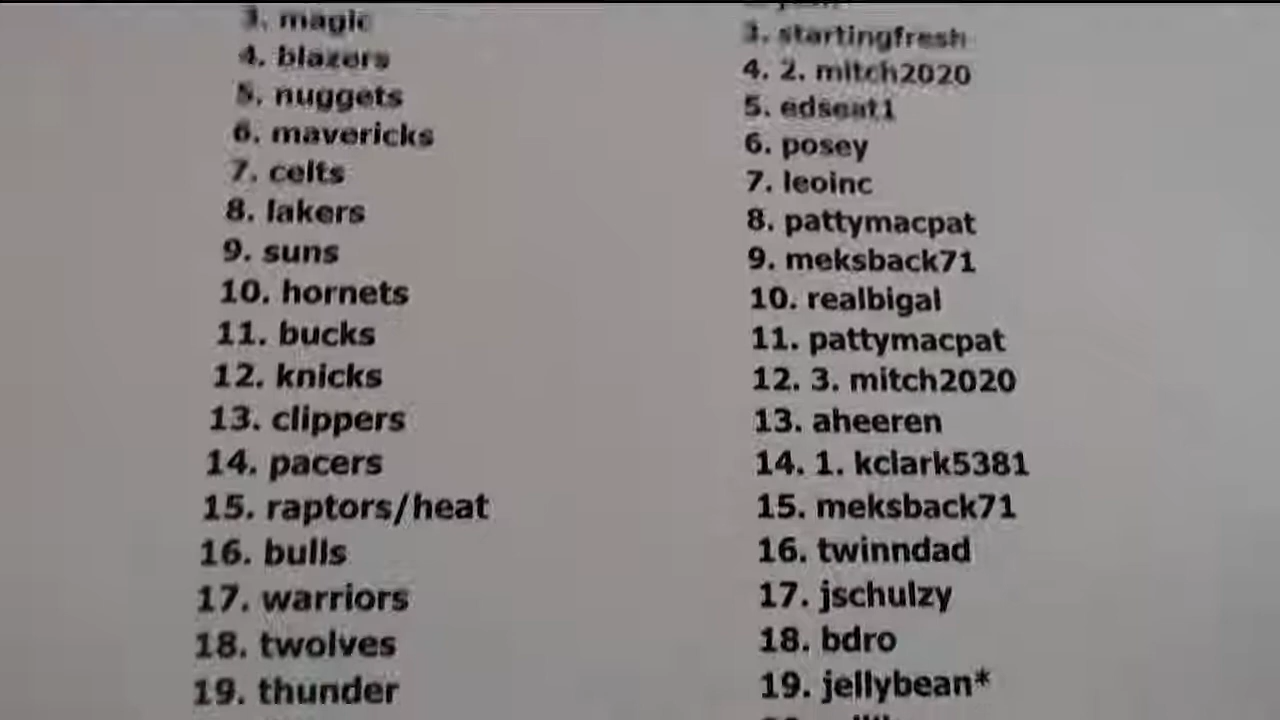 3. magic
4. blazers
5. nuggets
6. mavericks
7. celts
8. lakers
9. suns
10. hornets
11. bucks
12. knicks
13. clippers
14. pacers
15. raptors/heat
16. bulls
17. warriors
18. twolves
19. thunder
3. startingfresh
4. 2. mitch2020
5. edseat1
6. posey
7. leoinc
8. pattymacpat
9. meksback71
10. realbigal
11. pattymacpat
12. 3. mitch2020
13. aheeren
14. 1. kclark5381
15. meksback71
16. twinndad
17. jschulzy
18. bdro
19. jellybean*